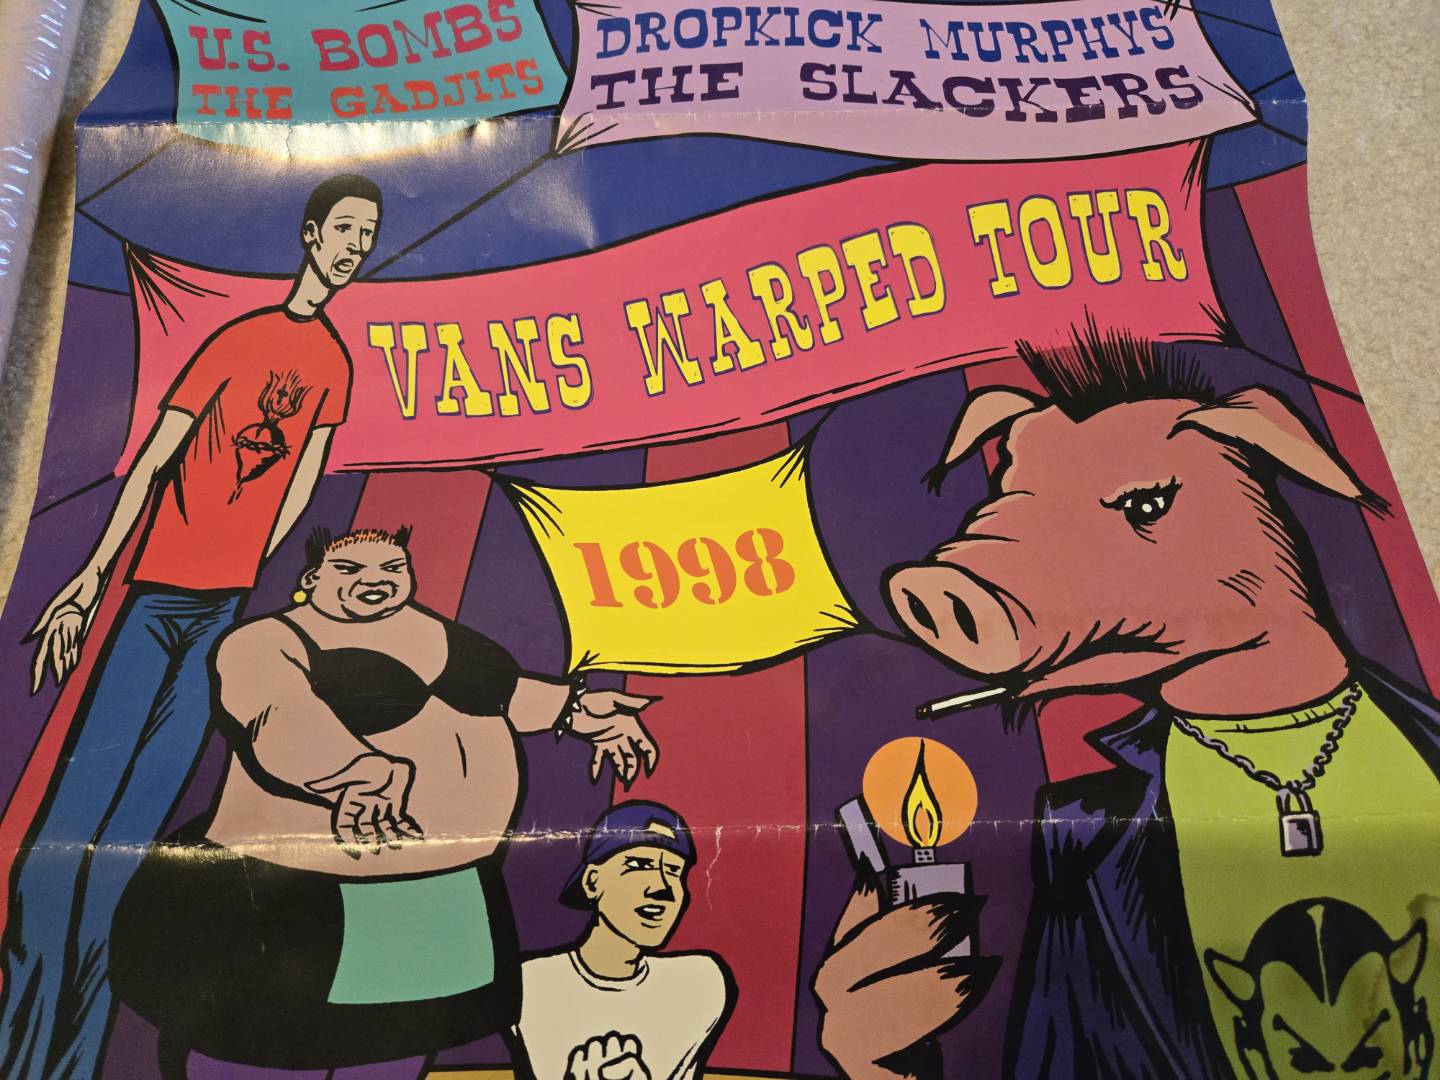 U.S. BOMBS
THE GADJITS
DROPKICK MURPHYS
THE SLACKERS
VANS WARPED TOUR
1998